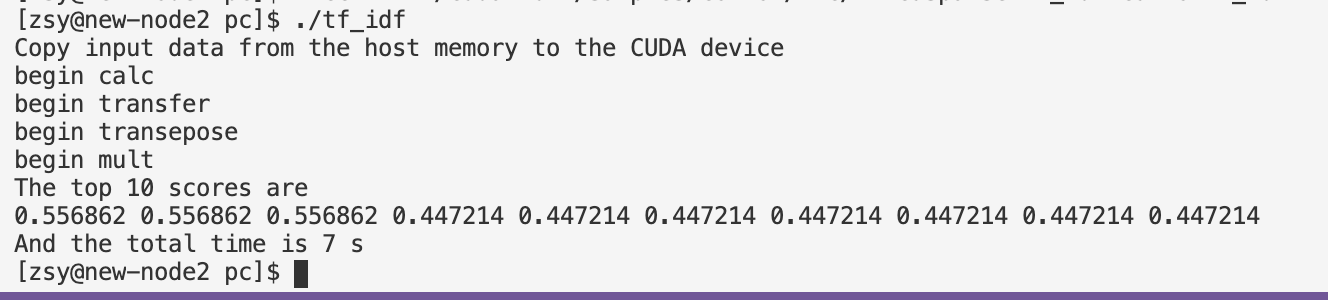 [zsy@new-node2 pc]$ ./tf_idf
Copy input data from the host memory to the CUDA device
begin calc
begin transfer
begin transepose
begin mult
The top 10 scores are
0.556862 0.556862 0.556862 0.447214 0.447214 0.447214 0.447214 0.447214 0.447214 0.447214
And the total time is 7 s
[zsy@new-node2 pc]$